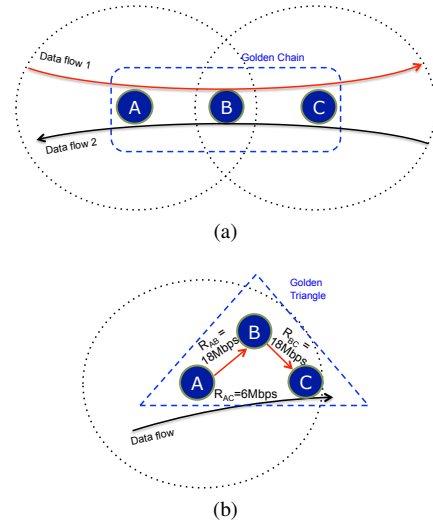 Data flow 1
Golden Chain
A
B
C
Data flow 2
(a)
Golden
Triangle
R_AB =
18Mbps
B
R_BC =
18Mbps
A
C
R_AC=6Mbps
Data flow
(b)